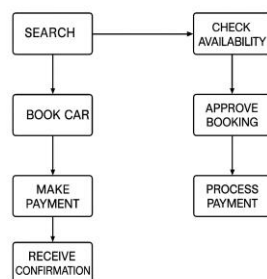 SEARCH
CHECK
AVAILABILITY
BOOK CAR
APPROVE
BOOKING
MAKE
PAYMENT
PROCESS
PAYMENT
RECEIVE
CONFIRMATION